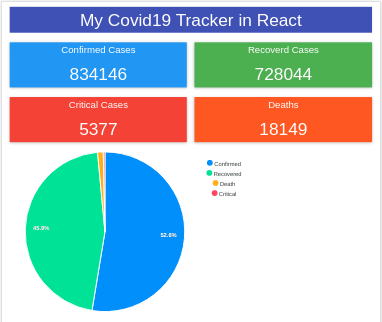 My Covid19 Tracker in React
Confirmed Cases
834146
Recoverd Cases
728044
Critical Cases
5377
Deaths
18149
Confirmed
Recovered
Death
Critical
45.9%
52.6%